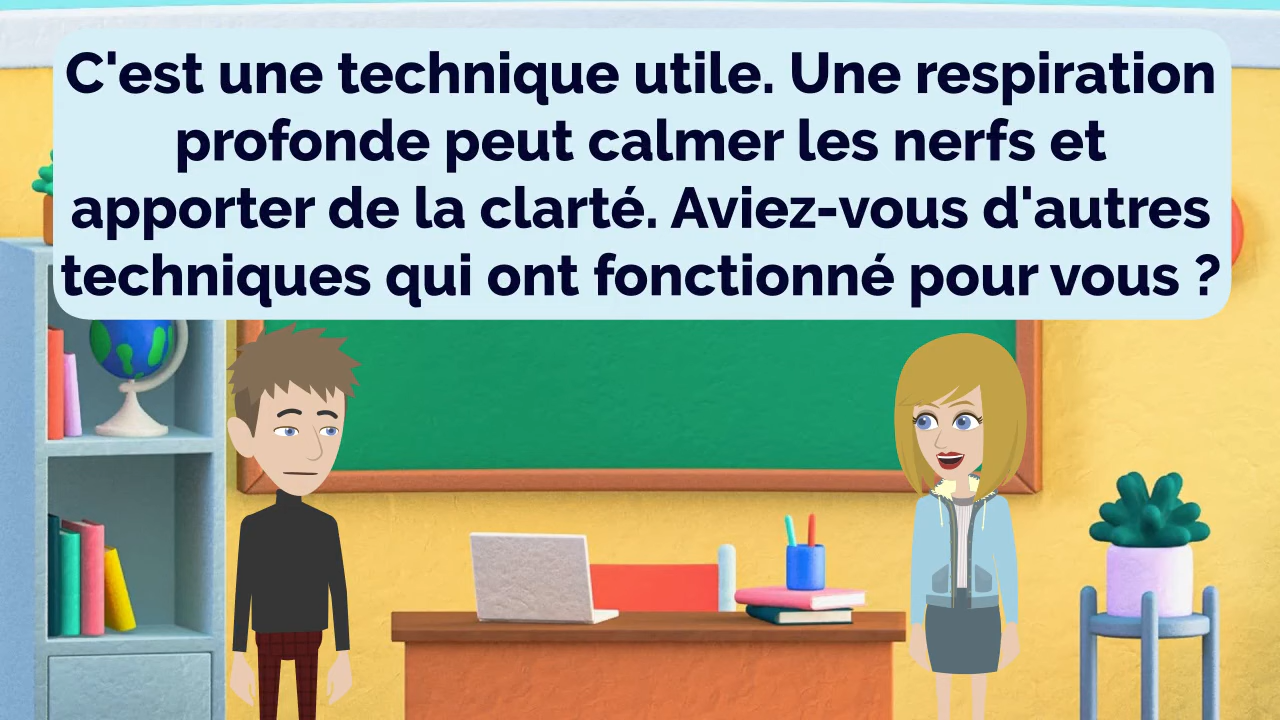 C'est une technique utile. Une respiration
profonde peut calmer les nerfs et
apporter de la clarté. Aviez-vous d'autres
techniques qui ont fonctionné pour vous ?